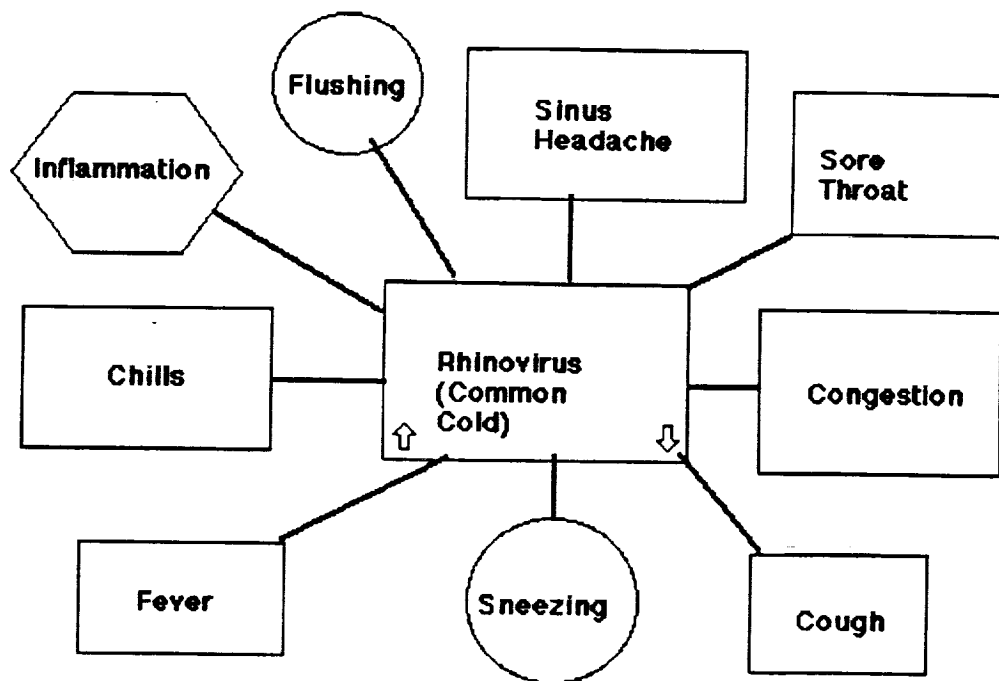 Flushing
Sinus
Headache
Inflammation
Sore
Throat
Chills
Rhinovirus
(Common
Cold)
Congestion
Fever
Sneezing
Cough